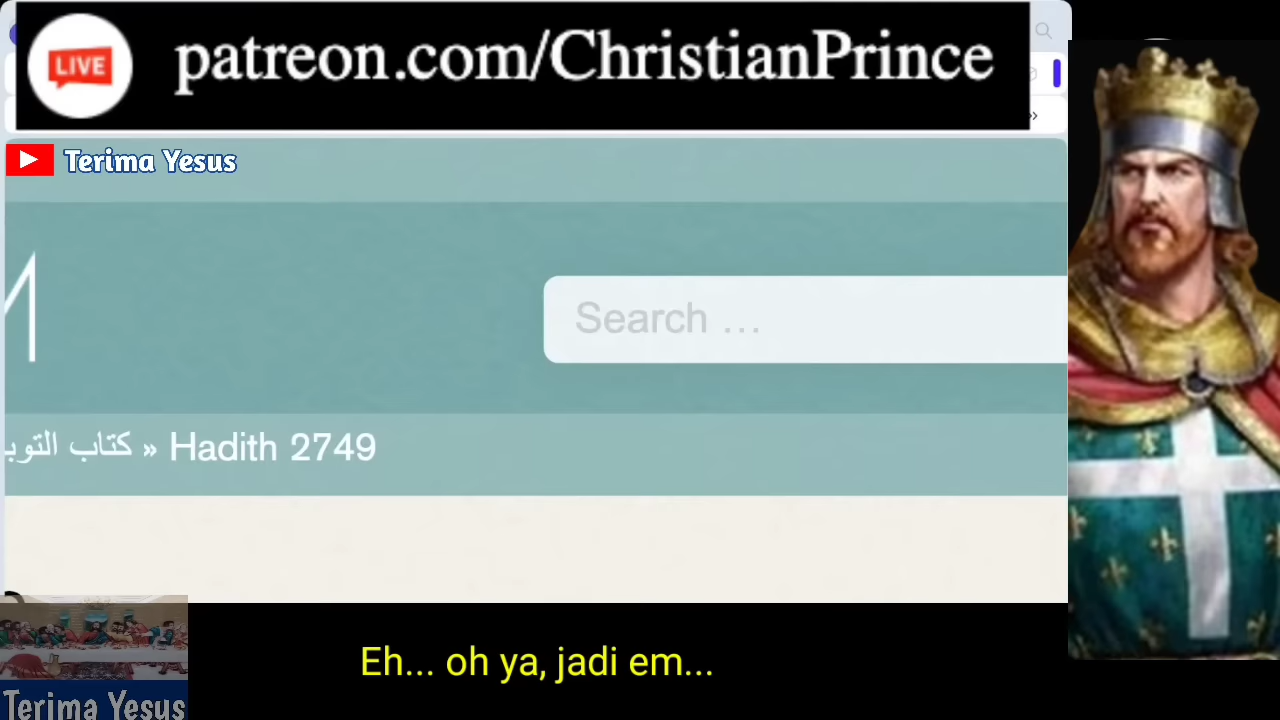 LIVE
patreon.com/ChristianPrince
»
Terima Yesus
Search …
كتاب التوب » Hadith 2749
Eh... oh ya, jadi em...
Terima Yesus